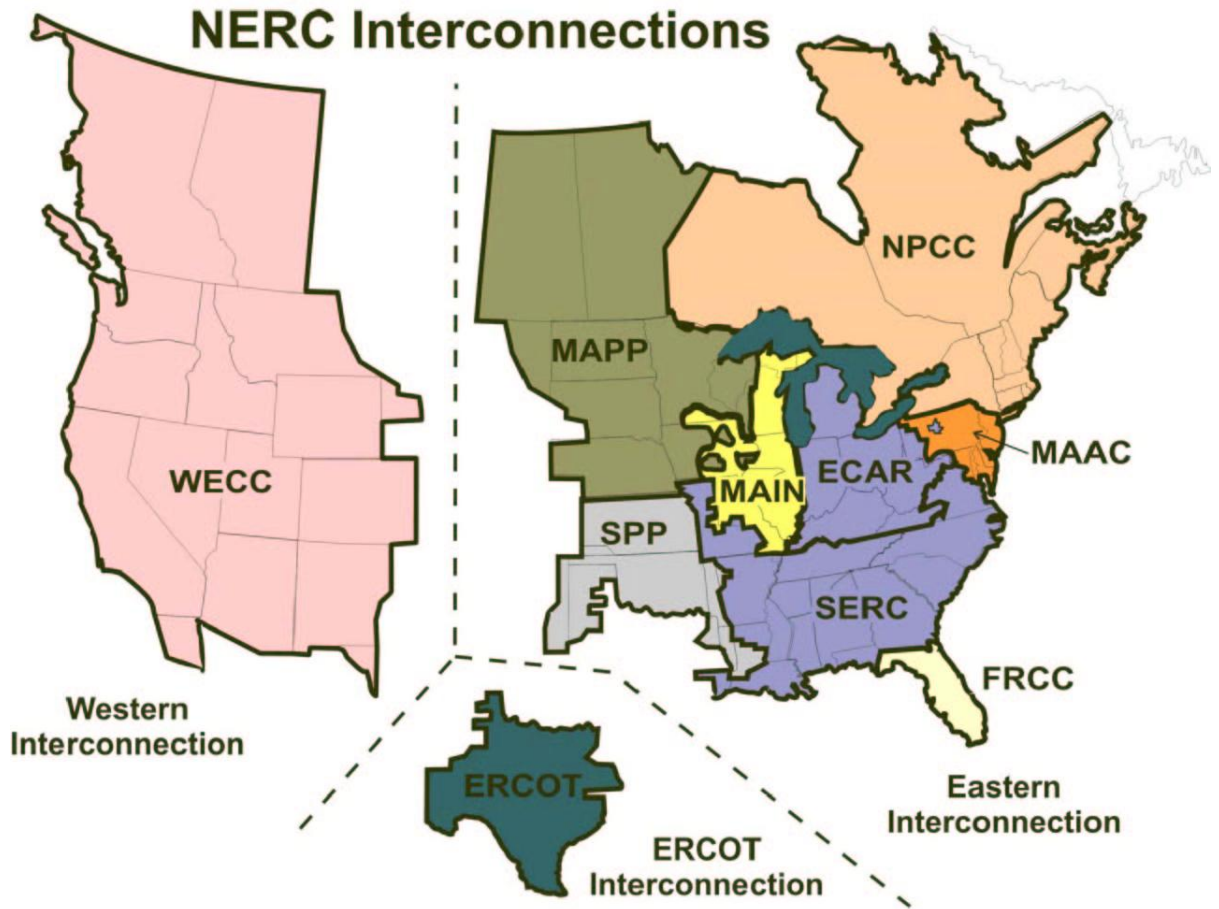 NERC Interconnections
NPCC
MAPP
MAAC
WECC
MAIN
ECAR
SPP
SERC
FRCC
Western
Interconnection
ERCOT
Eastern
Interconnection
ERCOT
Interconnection